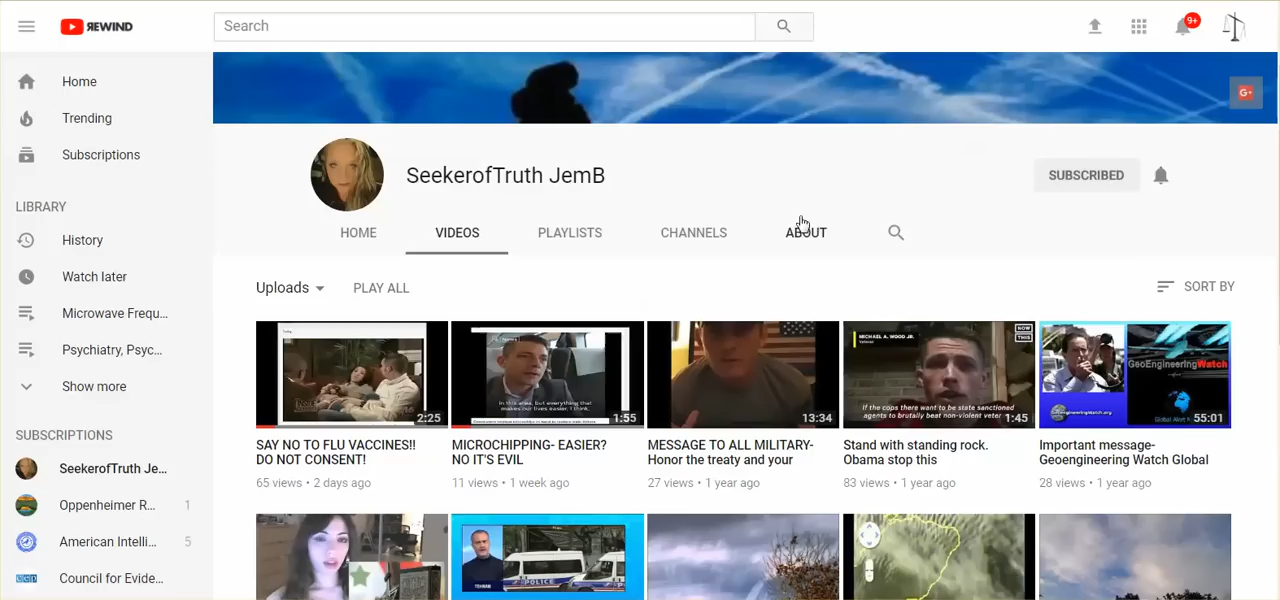 REWIND
Search
9+
Home
Trending
Subscriptions
LIBRARY
History
Watch later
Microwave Frequ...
Psychiatry, Psyc...
Show more
SUBSCRIPTIONS
SeekerofTruth Je...
Oppenheimer R... 1
American Intelli... 5
Council for Evide...
G+
SeekerofTruth JemB
SUBSCRIBED
HOME VIDEOS PLAYLISTS CHANNELS ABOUT
Uploads PLAY ALL SORT BY
2:25
SAY NO TO FLU VACCINES!!
DO NOT CONSENT!
65 views • 2 days ago
in this area, but everything that
makes our lives easier, I think,
1:55
MICROCHIPPING- EASIER?
NO IT'S EVIL
11 views • 1 week ago
13:34
MESSAGE TO ALL MILITARY-
Honor the treaty and your
27 views • 1 year ago
MICHAEL A. WOOD JR.
Veteran
NOW
THIS
If the cops there want to be state sanctioned
agents to brutally beat non-violent veter
1:45
Stand with standing rock.
Obama stop this
83 views • 1 year ago
GeoEngineeringWatch
GeoengineeringWatch.org
Global Alert
55:01
Important message-
Geoengineering Watch Global
28 views • 1 year ago
POLICE